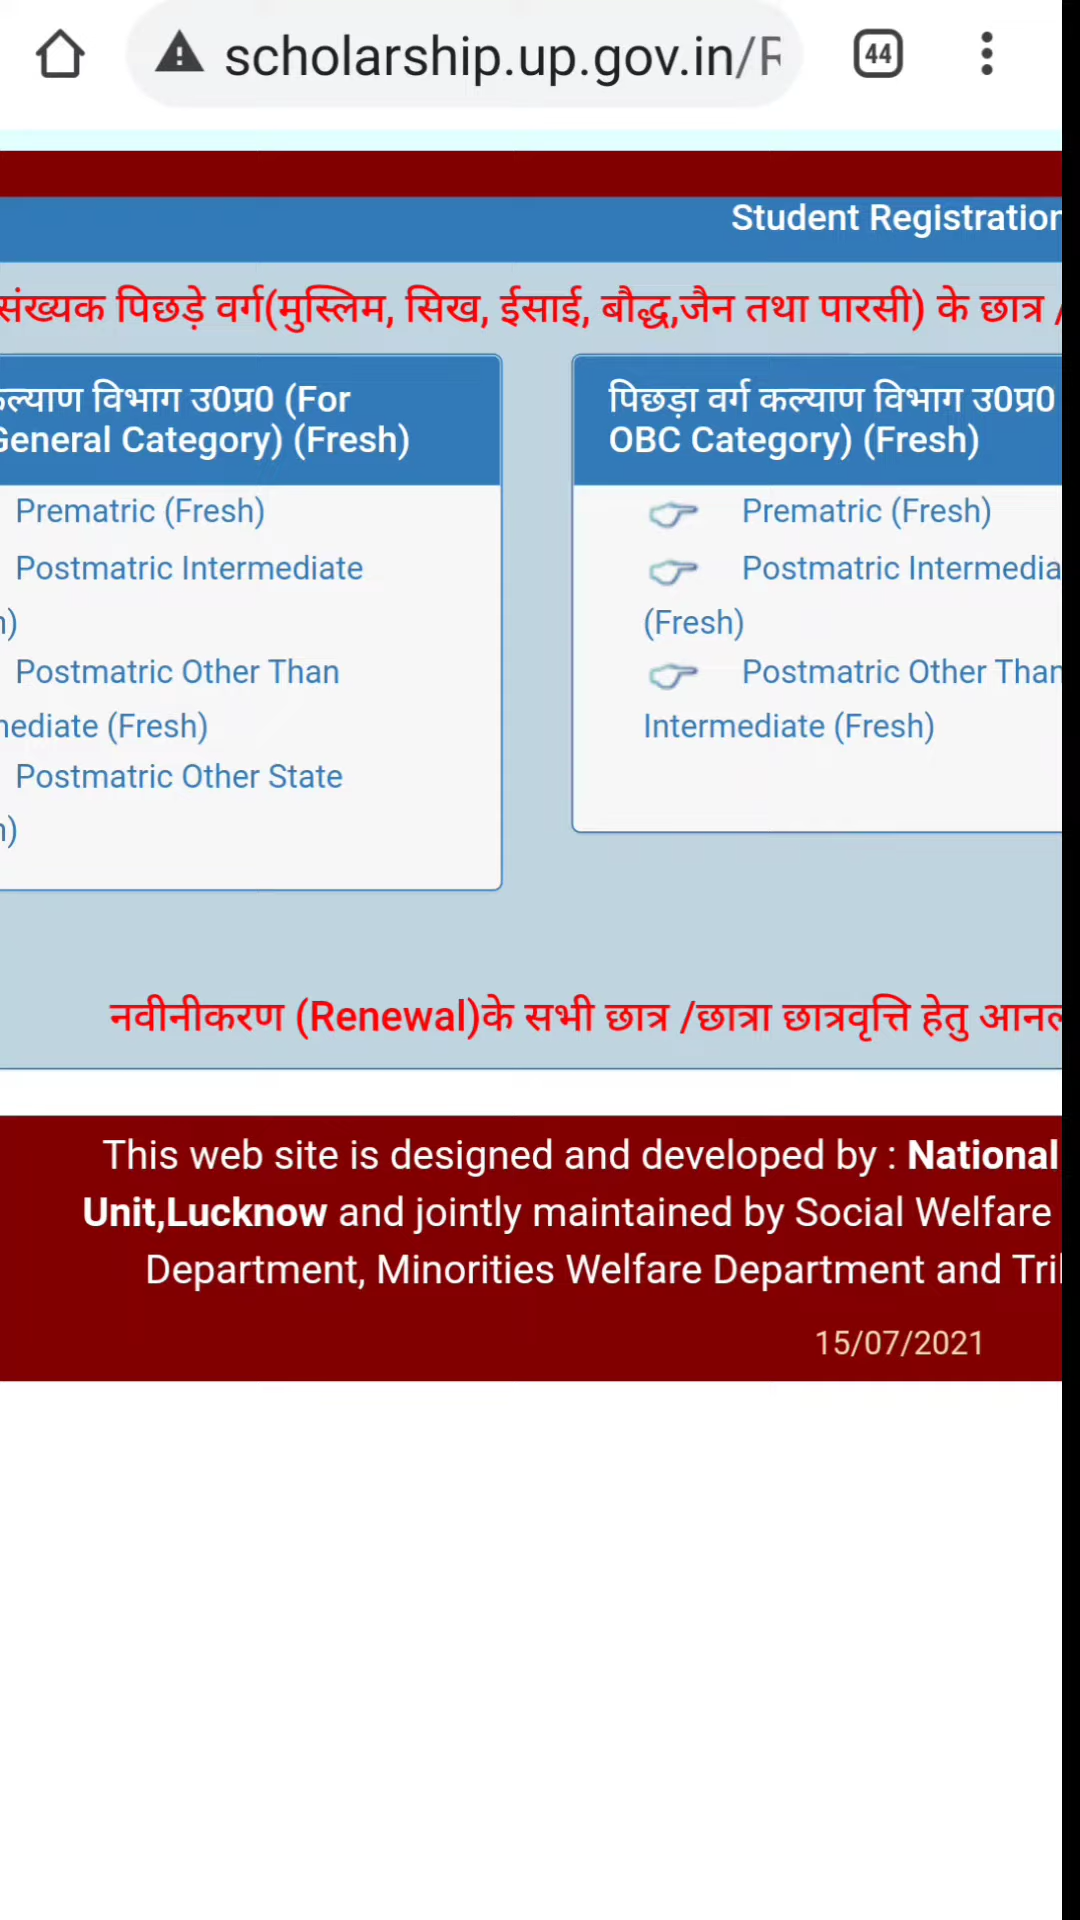 scholarship.up.gov.in/R
44
Student Registration
संख्यक पिछड़े वर्ग(मुस्लिम, सिख, ईसाई, बौद्ध,जैन तथा पारसी) के छात्र /
कल्याण विभाग उ0प्र0 (For
General Category) (Fresh)
Prematric (Fresh)
Postmatric Intermediate
h)
Postmatric Other Than
mediate (Fresh)
Postmatric Other State
h)
पिछड़ा वर्ग कल्याण विभाग उ0प्र0
OBC Category) (Fresh)
Prematric (Fresh)
Postmatric Intermedia
(Fresh)
Postmatric Other Than
Intermediate (Fresh)
नवीनीकरण (Renewal)के सभी छात्र /छात्रा छात्रवृत्ति हेतु
This web site is designed and developed by : National
Unit,Lucknow and jointly maintained by Social Welfare
Department, Minorities Welfare Department and
15/07/2021